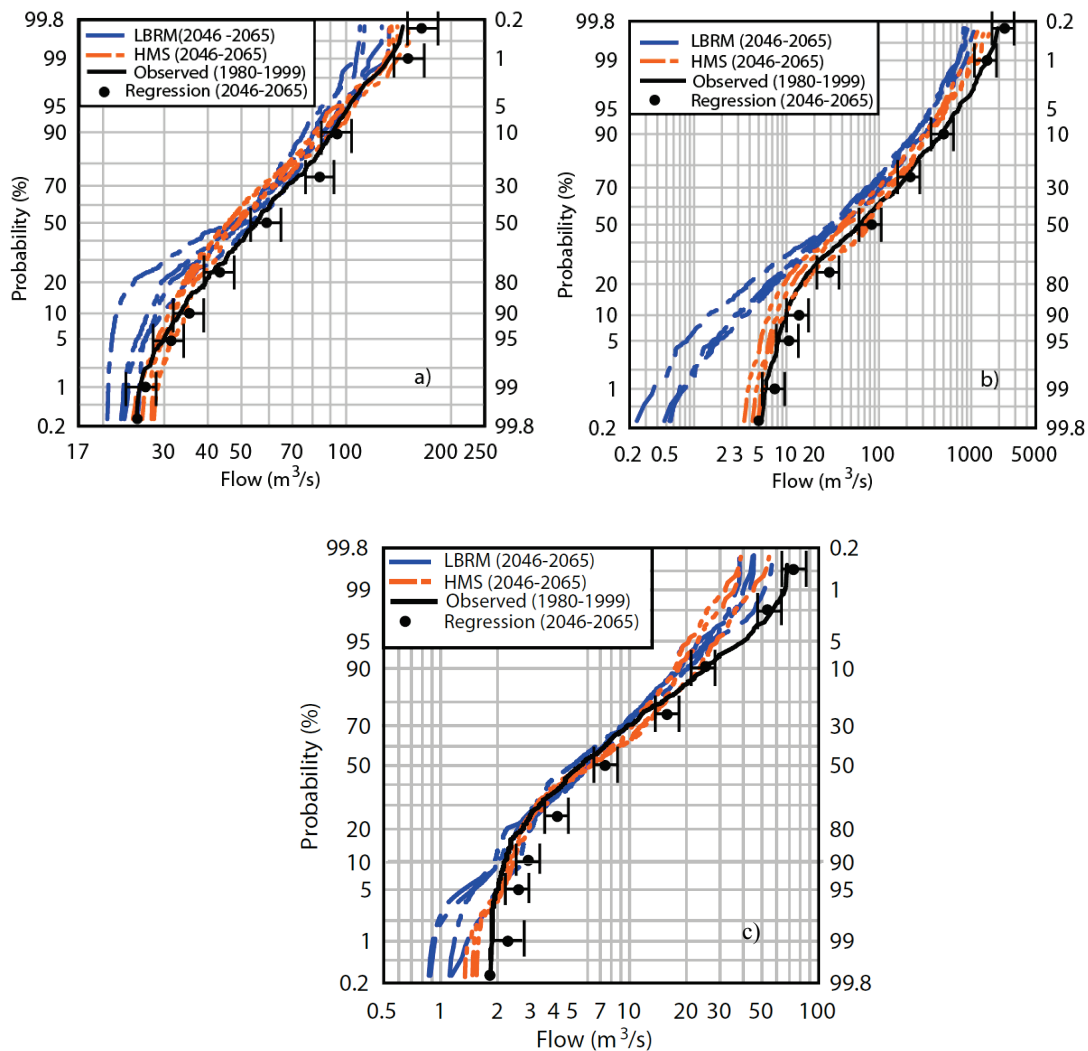 99.8
99
95
90
70
50
20
10
5
1
0.2
Probability (%)
LBRM(2046 -2065)
HMS (2046-2065)
Observed (1980-1999)
Regression (2046-2065)
0.2
1
5
10
30
50
80
90
95
99
99.8
a)
17 30 40 50 70 100 200 250
Flow (m³/s)
99.8
99
95
90
70
50
20
10
5
1
0.2
Probability (%)
LBRM (2046-2065)
HMS (2046-2065)
Observed (1980-1999)
Regression (2046-2065)
0.2
1
5
10
30
50
80
90
95
99
99.8
b)
0.2 0.5 2 3 5 10 20 100 1000 5000
Flow (m³/s)
99.8
99
95
90
70
50
20
10
5
1
0.2
Probability (%)
LBRM (2046-2065)
HMS (2046-2065)
Observed (1980-1999)
Regression (2046-2065)
0.2
1
5
10
30
50
80
90
95
99
99.8
c)
0.5 1 2 3 4 5 7 10 20 30 50 100
Flow (m³/s)